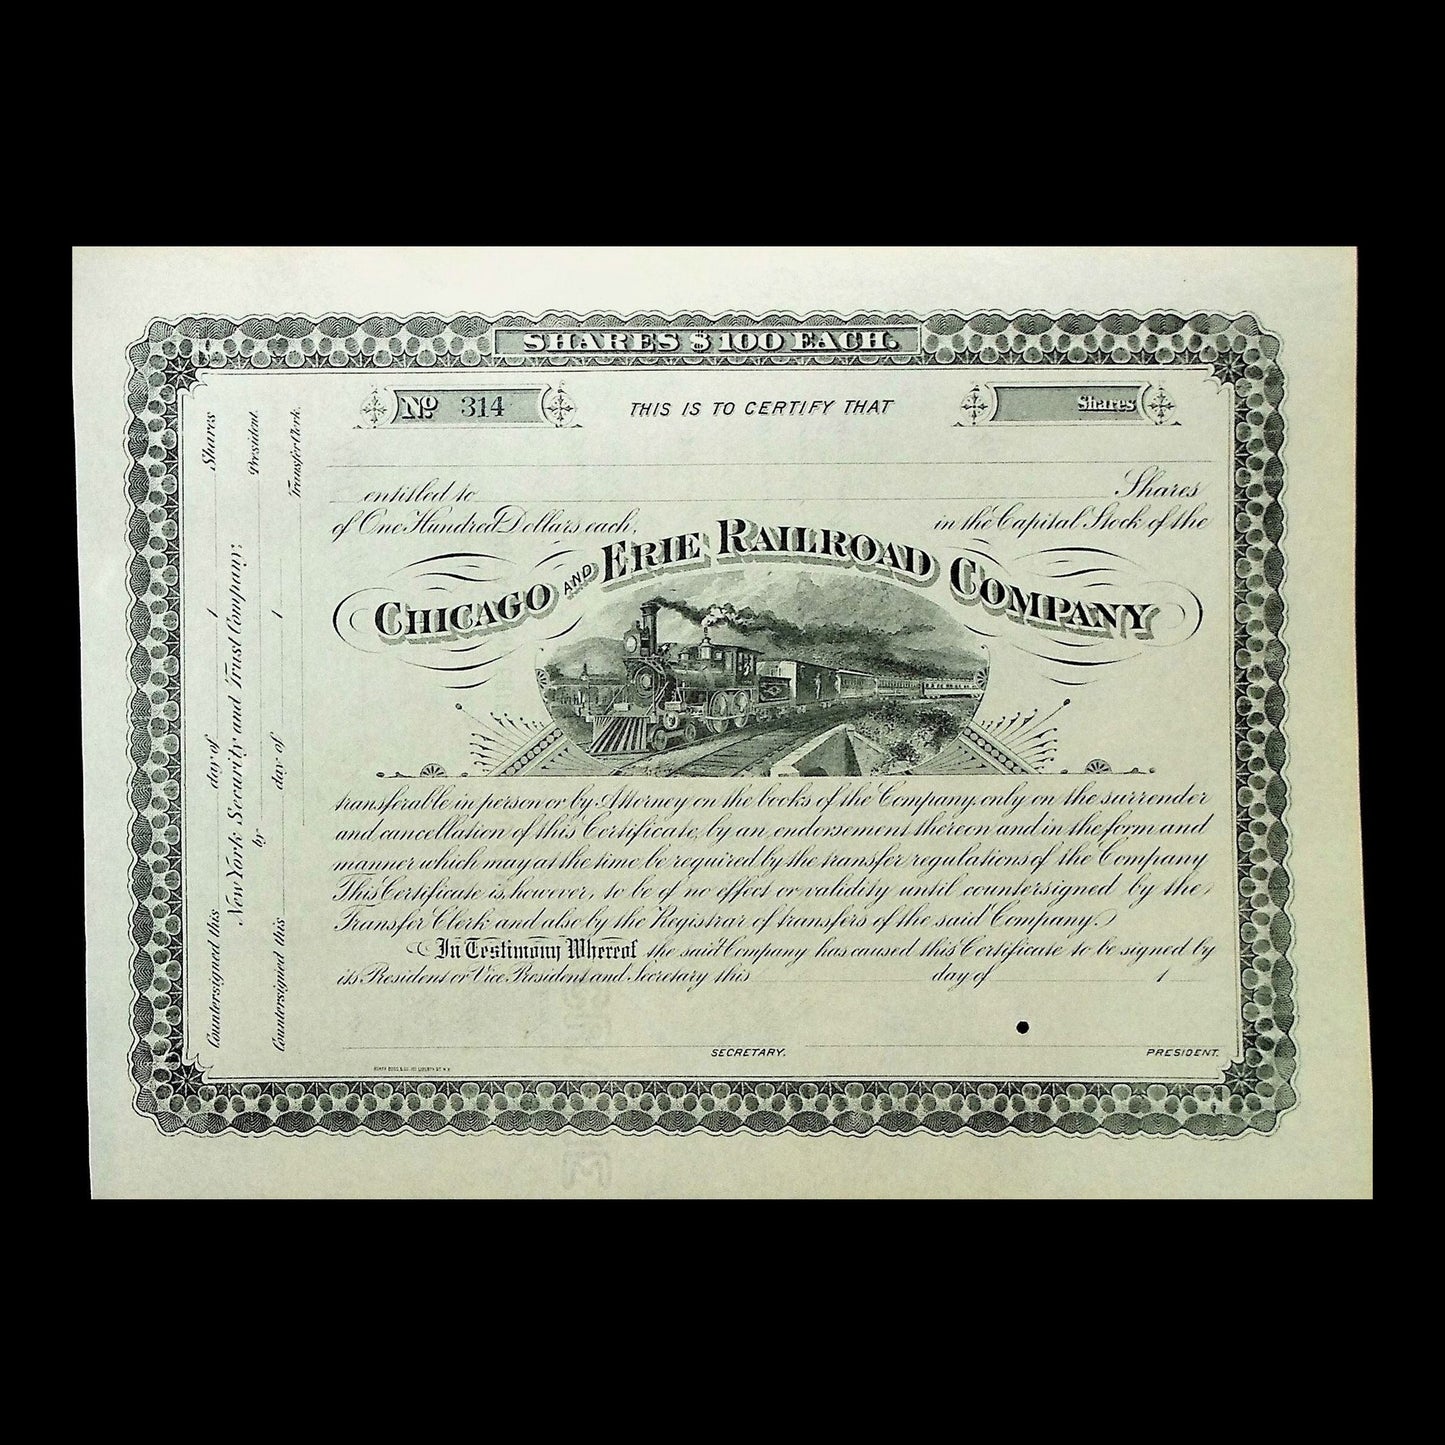 SHARES $100 EACH.
No 314
THIS IS TO CERTIFY THAT
Shares
entitled to Shares
of One Hundred Dollars each, in the Capital Stock of the
CHICAGO AND ERIE RAILROAD COMPANY
transferable in person or by Attorney on the books of the Company, only on the surrender
and cancellation of this Certificate, by an endorsement thereon and in the form and
manner which may at the time be required by the transfer regulations of the Company
This Certificate is, however, to be of no effect or validity until countersigned by the
Transfer Clerk and also by the Registrar of transfers of the said Company.
In Testimony Whereof the said Company has caused this Certificate to be signed by
its President or Vice President and Secretary this day of 1
SECRETARY.
PRESIDENT.
Countersigned this day of 1 Shares
New York Security and Trust Company;
by President.
Countersigned this day of 1
Transfer Clerk.